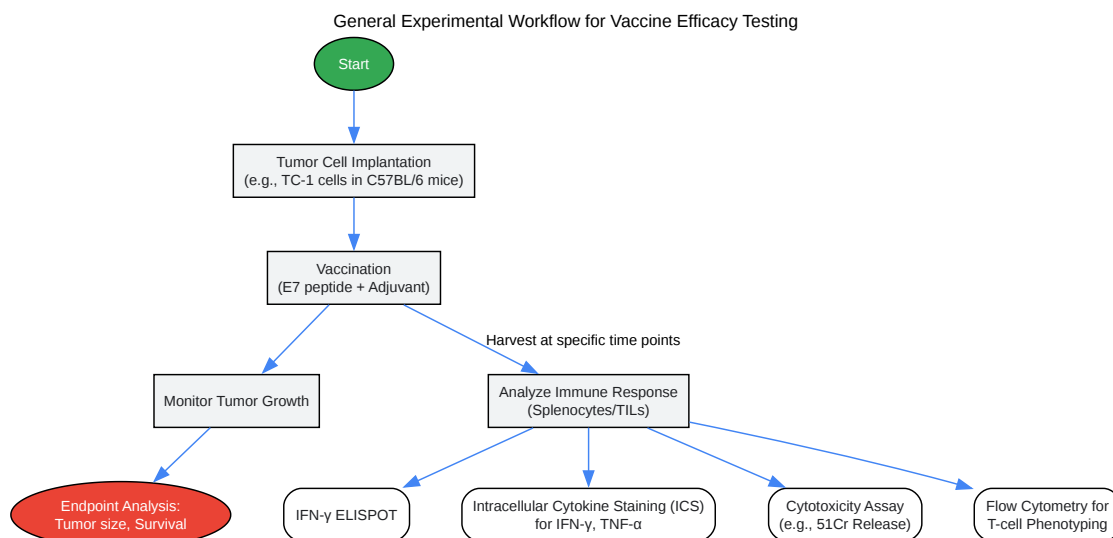 General Experimental Workflow for Vaccine Efficacy Testing
Start
Tumor Cell Implantation
(e.g., TC-1 cells in C57BL/6 mice)
Vaccination
(E7 peptide + Adjuvant)
Harvest at specific time points
Monitor Tumor Growth
Analyze Immune Response
(Splenocytes/TILs)
Endpoint Analysis:
Tumor size, Survival
IFN-γ ELISPOT
Intracellular Cytokine Staining (ICS)
for IFN-γ, TNF-α
Cytotoxicity Assay
(e.g., 51Cr Release)
Flow Cytometry for
T-cell Phenotyping